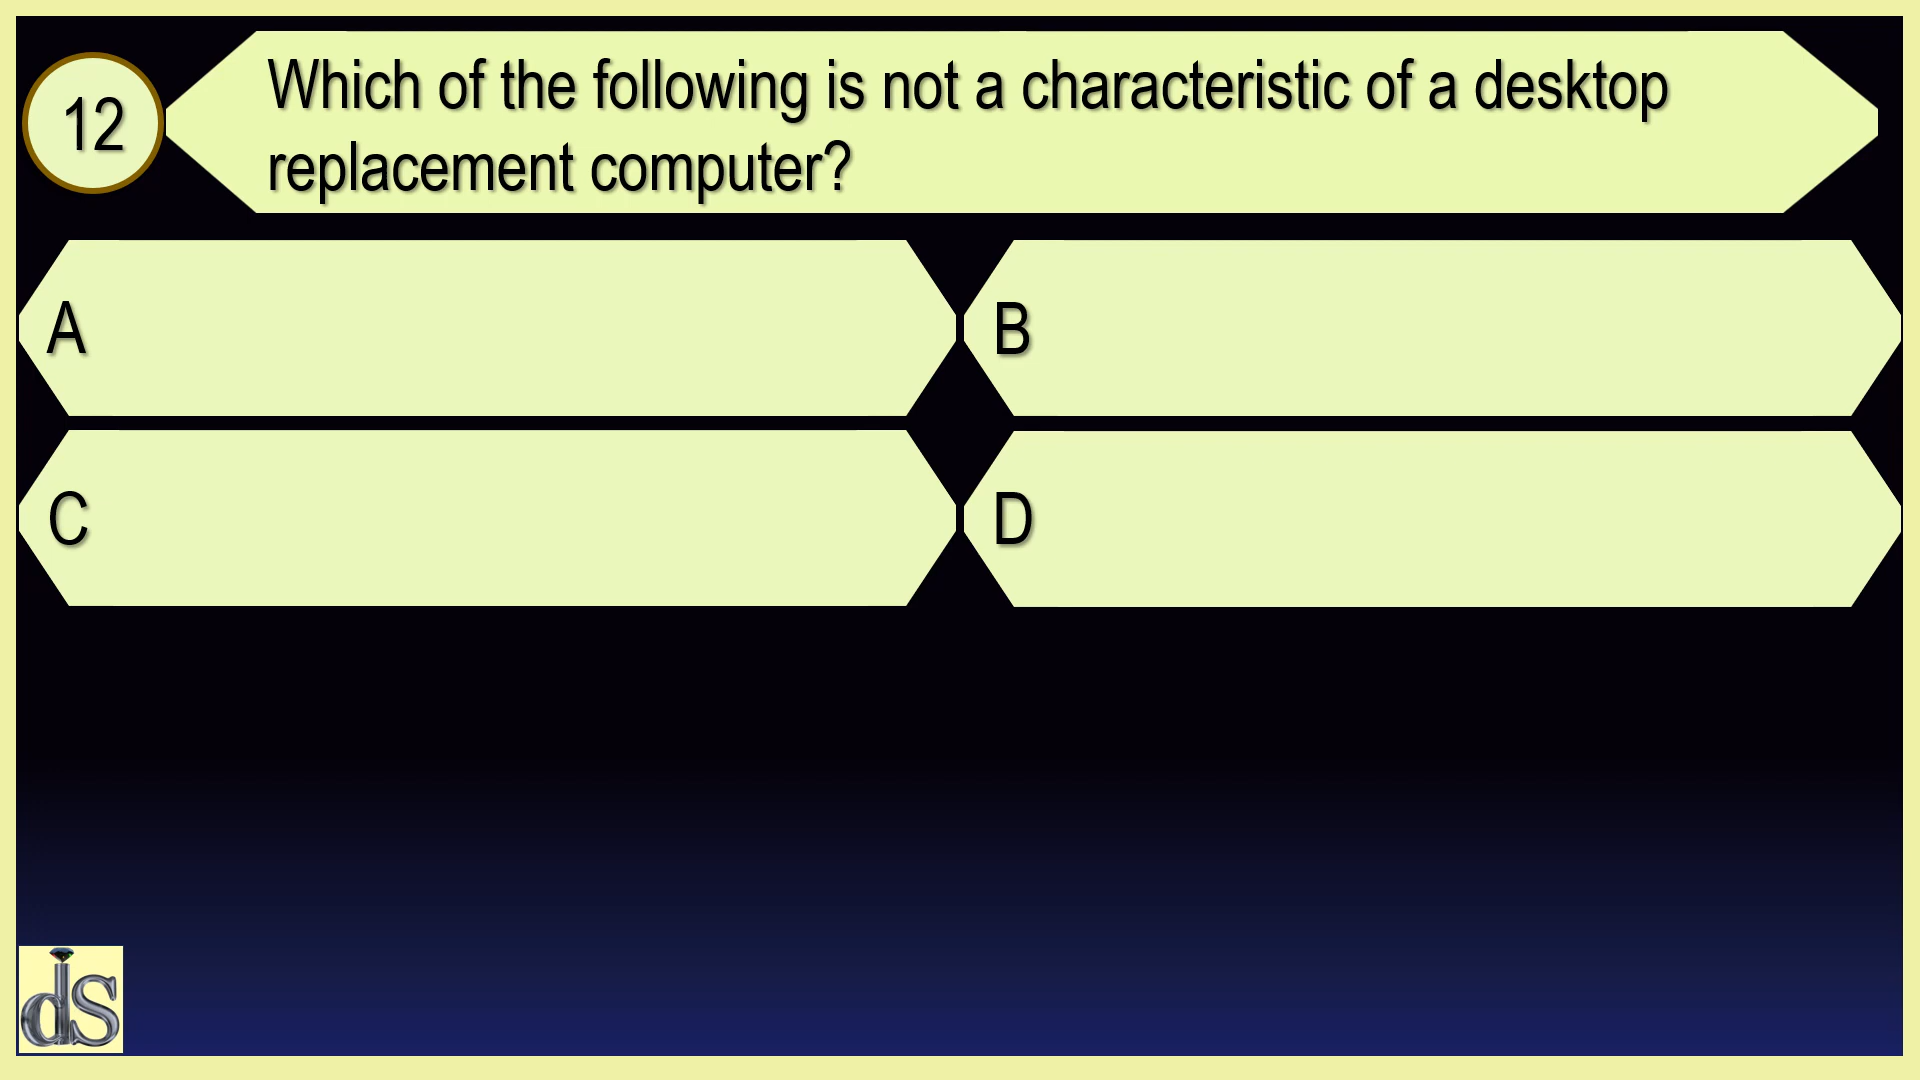 12
Which of the following is not a characteristic of a desktop
replacement computer?
A
B
C
D
ds